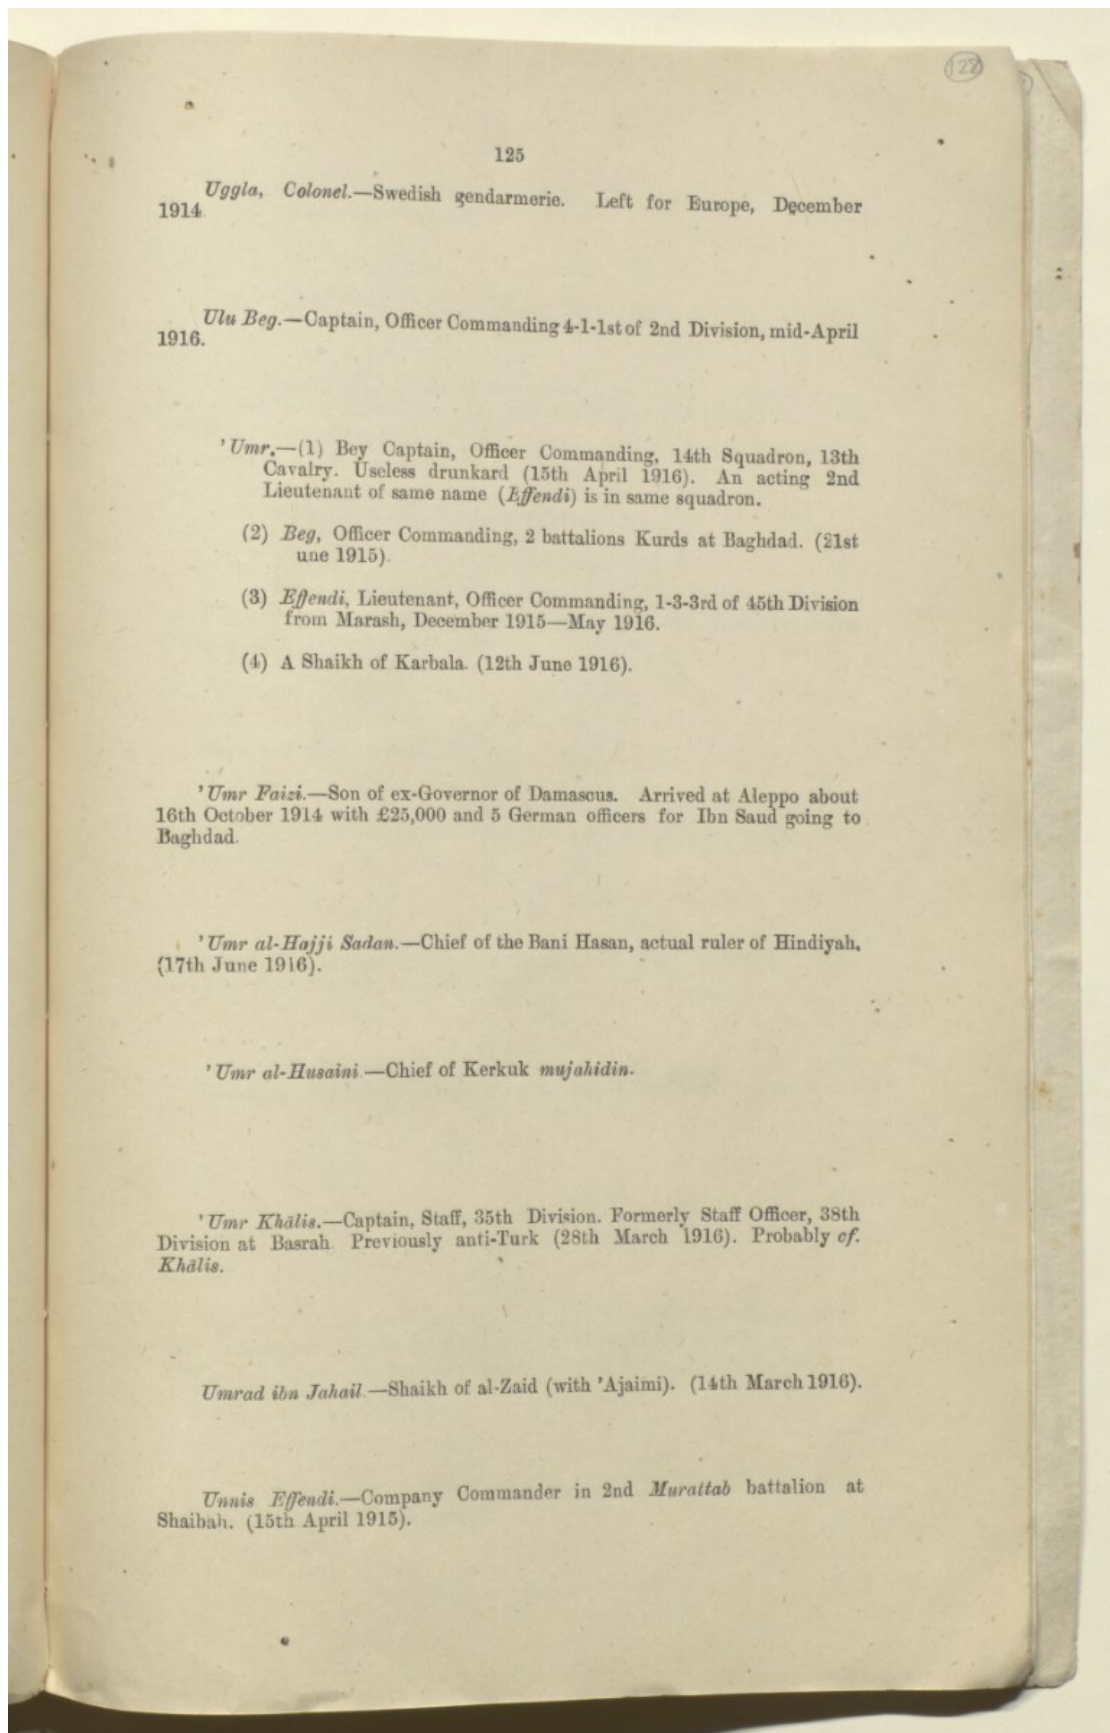 128
125
Uggla, Colonel.—Swedish gendarmerie. Left for Europe, December
1914
Ulu Beg.—Captain, Officer Commanding 4-1-1st of 2nd Division, mid-April
1916.
'Umr.—(1) Bey Captain, Officer Commanding, 14th Squadron, 13th
Cavalry. Useless drunkard (15th April 1916). An acting 2nd
Lieutenant of same name (Effendi) is in same squadron.
(2) Beg, Officer Commanding, 2 battalions Kurds at Baghdad. (21st
une 1915).
(3) Effendi, Lieutenant, Officer Commanding, 1-3-3rd of 45th Division
from Marash, December 1915—May 1916.
(4) A Shaikh of Karbala. (12th June 1916).
'Umr Faizi.—Son of ex-Governor of Damascus. Arrived at Aleppo about
16th October 1914 with £25,000 and 5 German officers for Ibn Saud going to
Baghdad.
'Umr al-Hajji Sadan.—Chief of the Bani Hasan, actual ruler of Hindiyah.
(17th June 1916).
'Umr al-Husaini.—Chief of Kerkuk mujahidin.
'Umr Khālis.—Captain, Staff, 35th Division. Formerly Staff Officer, 38th
Division at Basrah. Previously anti-Turk (28th March 1916). Probably cf.
Khālis.
Umrad ibn Jahail.—Shaikh of al-Zaid (with 'Ajaimi). (14th March 1916).
Unnis Effendi.—Company Commander in 2nd Murattab battalion at
Shaibah. (15th April 1915).